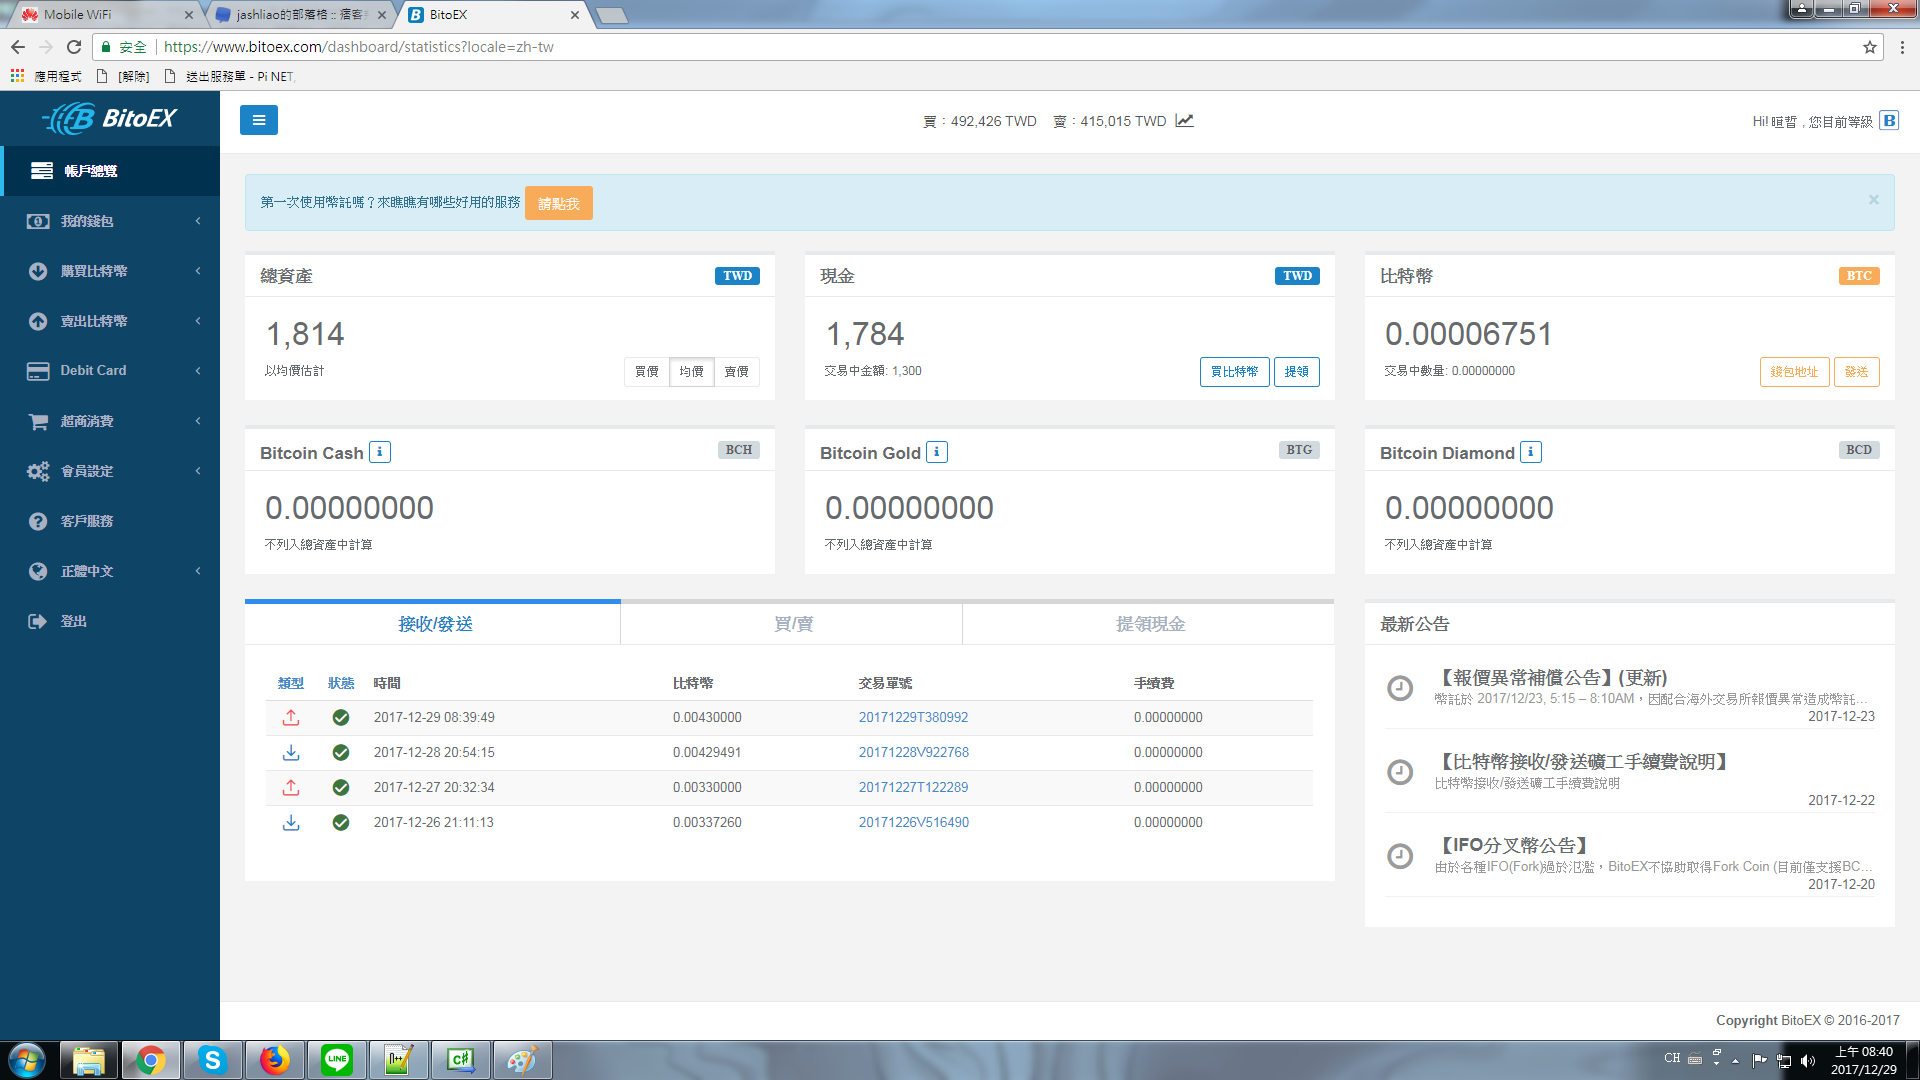 Mobile WiFi
jashliao的部落格 :: 痞客
BitoEX
安全 https://www.bitoex.com/dashboard/statistics?locale=zh-tw
應用程式 [解除] 送出服務單 - Pi NET
BitoEX
買：492,426 TWD 賣：415,015 TWD
Hi! 暄哲 , 您目前等級 B
帳戶總覽
我的錢包
購買比特幣
賣出比特幣
Debit Card
超商消費
會員設定
客戶服務
正體中文
登出
第一次使用幣託嗎？來瞧瞧有哪些好用的服務 請點我
總資產 TWD
1,814
以均價估計 買價 均價 賣價
現金 TWD
1,784
交易中金額: 1,300 買比特幣 提領
比特幣 BTC
0.00006751
交易中數量: 0.00000000 錢包地址 發送
Bitcoin Cash i BCH
0.00000000
不列入總資產中計算
Bitcoin Gold i BTG
0.00000000
不列入總資產中計算
Bitcoin Diamond i BCD
0.00000000
不列入總資產中計算
接收/發送 買/賣 提領現金
類型 狀態 時間 比特幣 交易單號 手續費
2017-12-29 08:39:49 0.00430000 20171229T380992 0.00000000
2017-12-28 20:54:15 0.00429491 20171228V922768 0.00000000
2017-12-27 20:32:34 0.00330000 20171227T122289 0.00000000
2017-12-26 21:11:13 0.00337260 20171226V516490 0.00000000
最新公告
【報價異常補償公告】(更新)
幣託於 2017/12/23, 5:15 – 8:10AM，因配合海外交易所報價異常造成幣託...
2017-12-23
【比特幣接收/發送礦工手續費說明】
比特幣接收/發送礦工手續費說明
2017-12-22
【IFO分叉幣公告】
由於各種IFO(Fork)過於氾濫，BitoEX不協助取得Fork Coin (目前僅支援BC...
2017-12-20
Copyright BitoEX © 2016-2017
LINE
n++
C#
CH
上午 08:40
2017/12/29